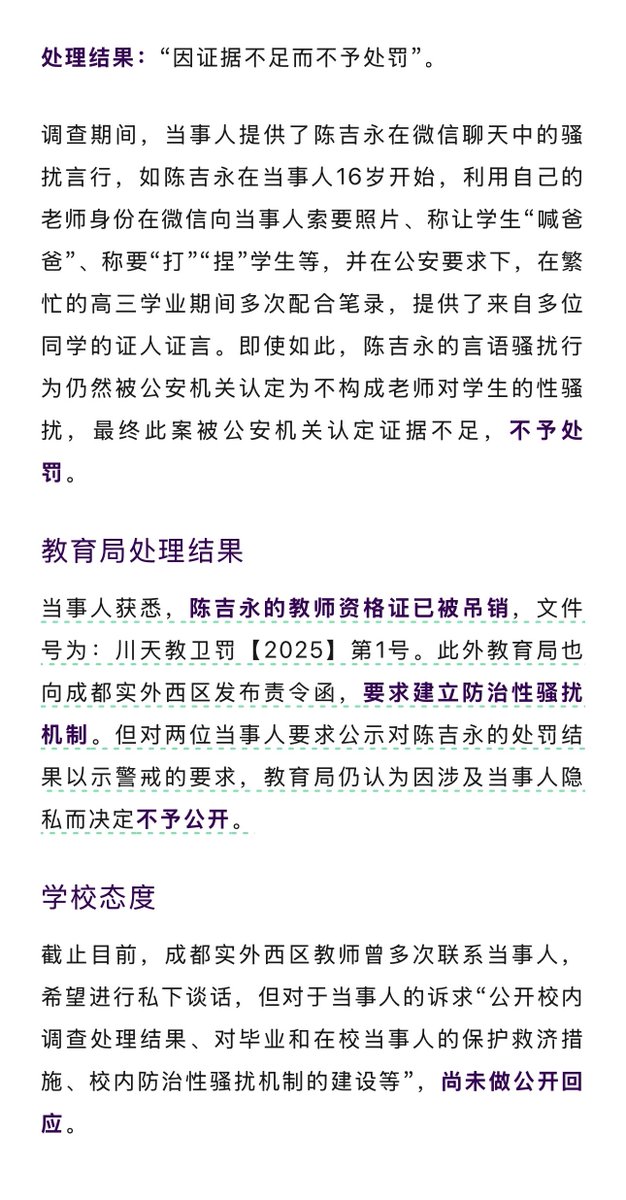 处理结果：“因证据不足而不予处罚”。
调查期间，当事人提供了陈吉永在微信聊天中的骚
扰言行，如陈吉永在当事人16岁开始，利用自己的
老师身份在微信向当事人索要照片、称让学生“喊爸
爸”、称要“打”“捏”学生等，并在公安要求下，在繁
忙的高三学业期间多次配合笔录，提供了来自多位
同学的证人证言。即使如此，陈吉永的言语骚扰行
为仍然被公安机关认定为不构成老师对学生的性骚
扰，最终此案被公安机关认定证据不足，不予处
罚。
教育局处理结果
当事人获悉，陈吉永的教师资格证已被吊销，文件
号为：川天教卫罚【2025】第1号。此外教育局也
向成都实外西区发布责令函，要求建立防治性骚扰
机制。但对两位当事人要求公示对陈吉永的处罚结
果以示警戒的要求，教育局仍认为因涉及当事人隐
私而决定不予公开。
学校态度
截止目前，成都实外西区教师曾多次联系当事人，
希望进行私下谈话，但对于当事人的诉求“公开校内
调查处理结果、对毕业和在校当事人的保护救济措
施、校内防治性骚扰机制的建设等”，尚未做公开回
应。